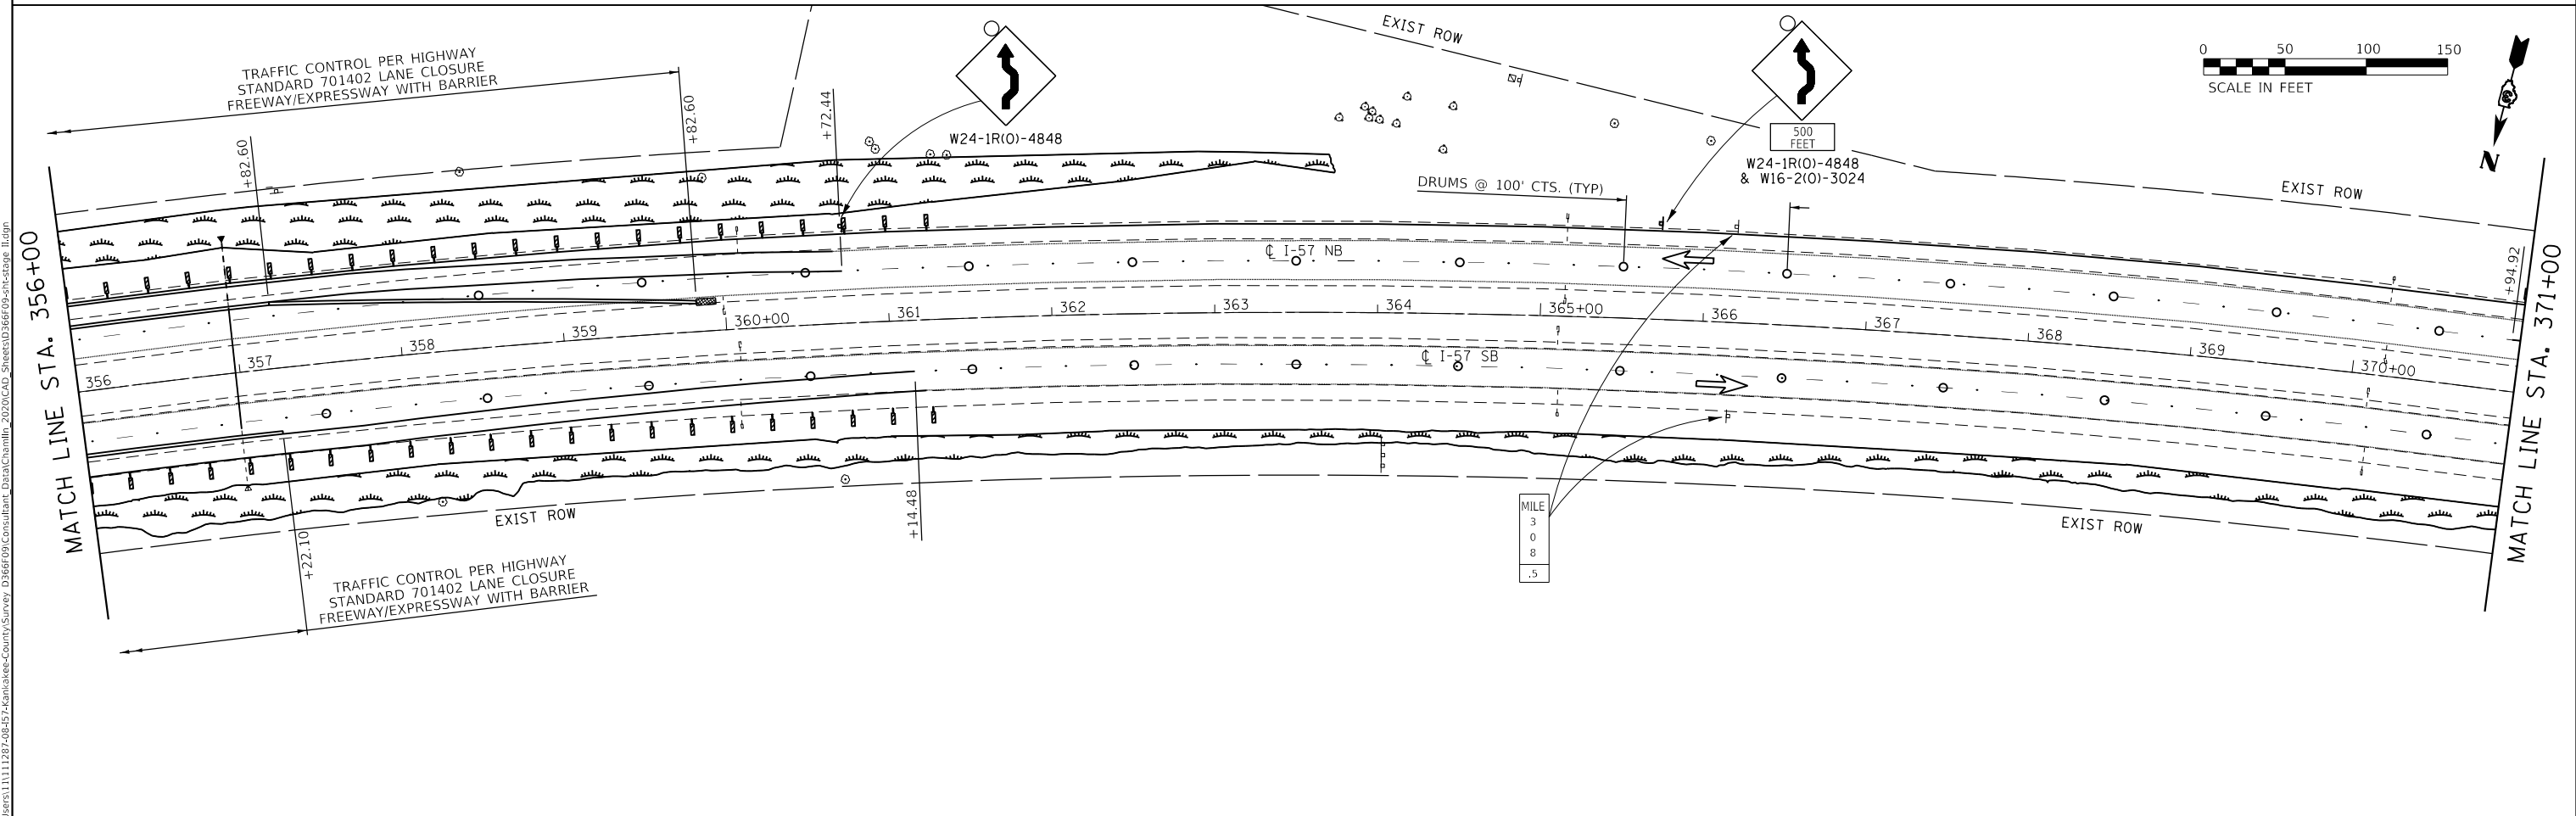 TRAFFIC CONTROL PER HIGHWAY
STANDARD 701402 LANE CLOSURE
FREEWAY/EXPRESSWAY WITH BARRIER
+82.60
+82.60
+72.44
W24-1R(O)-4848
EXIST ROW
500
FEET
W24-1R(O)-4848
& W16-2(O)-3024
DRUMS @ 100' CTS. (TYP)
0 50 100 150
SCALE IN FEET
N
EXIST ROW
+94.92
MATCH LINE STA. 356+00
MATCH LINE STA. 371+00
℄ I-57 NB
356
357
358
359
360+00
361
362
363
364
365+00
366
367
368
369
370+00
℄ I-57 SB
EXIST ROW
+14.48
+22.10
TRAFFIC CONTROL PER HIGHWAY
STANDARD 701402 LANE CLOSURE
FREEWAY/EXPRESSWAY WITH BARRIER
MILE
3
0
8
.5
EXIST ROW